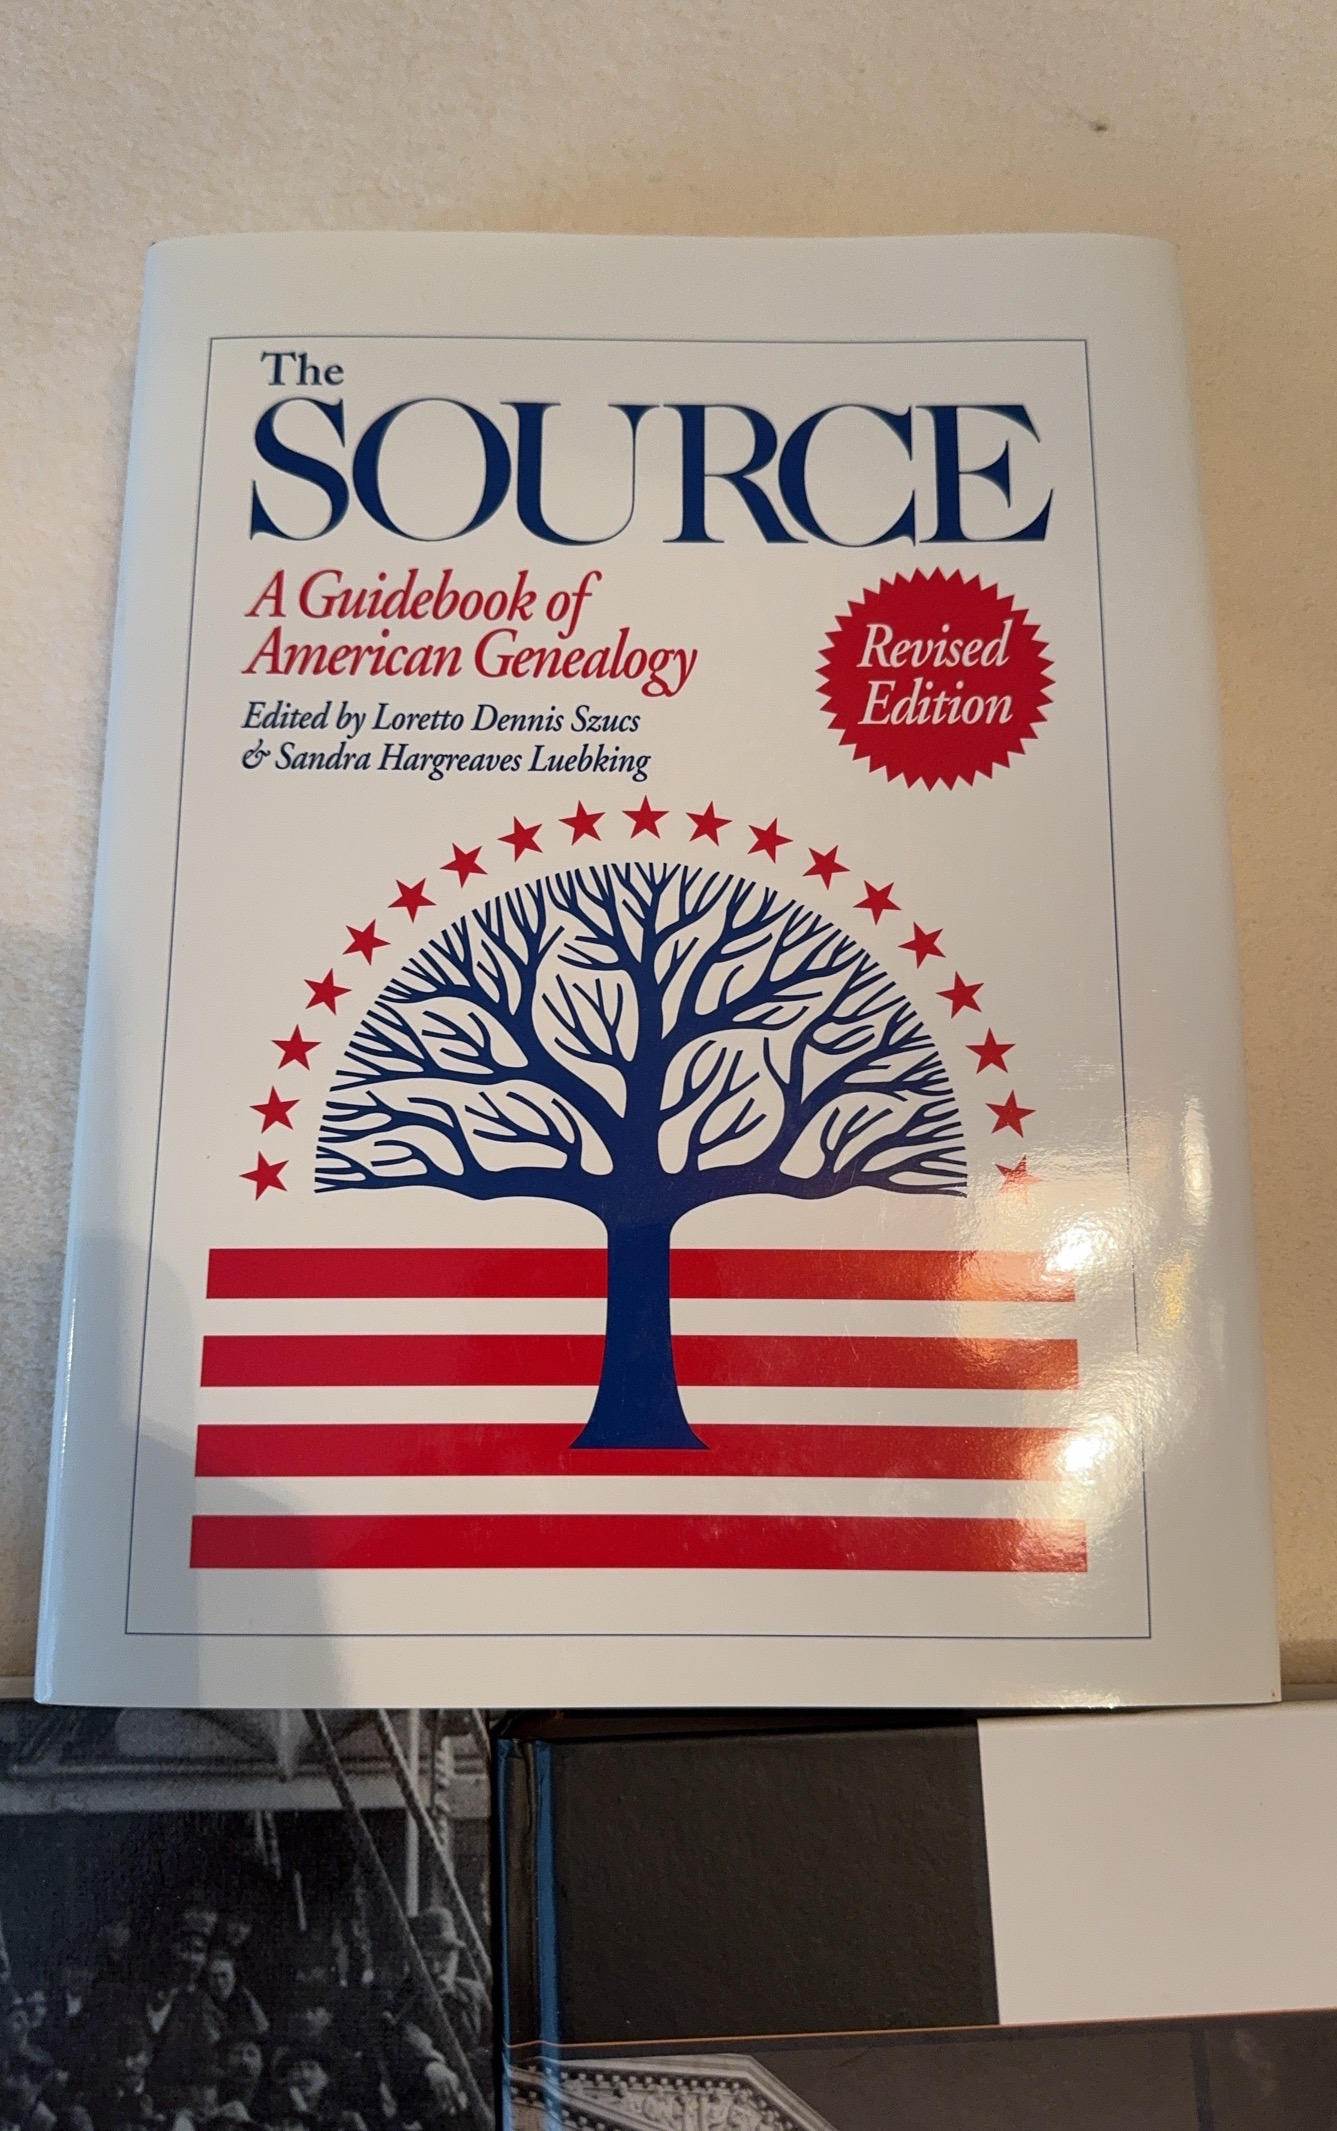 The
SOURCE
A Guidebook of
American Genealogy
Edited by Loretto Dennis Szucs
& Sandra Hargreaves Luebking
Revised
Edition